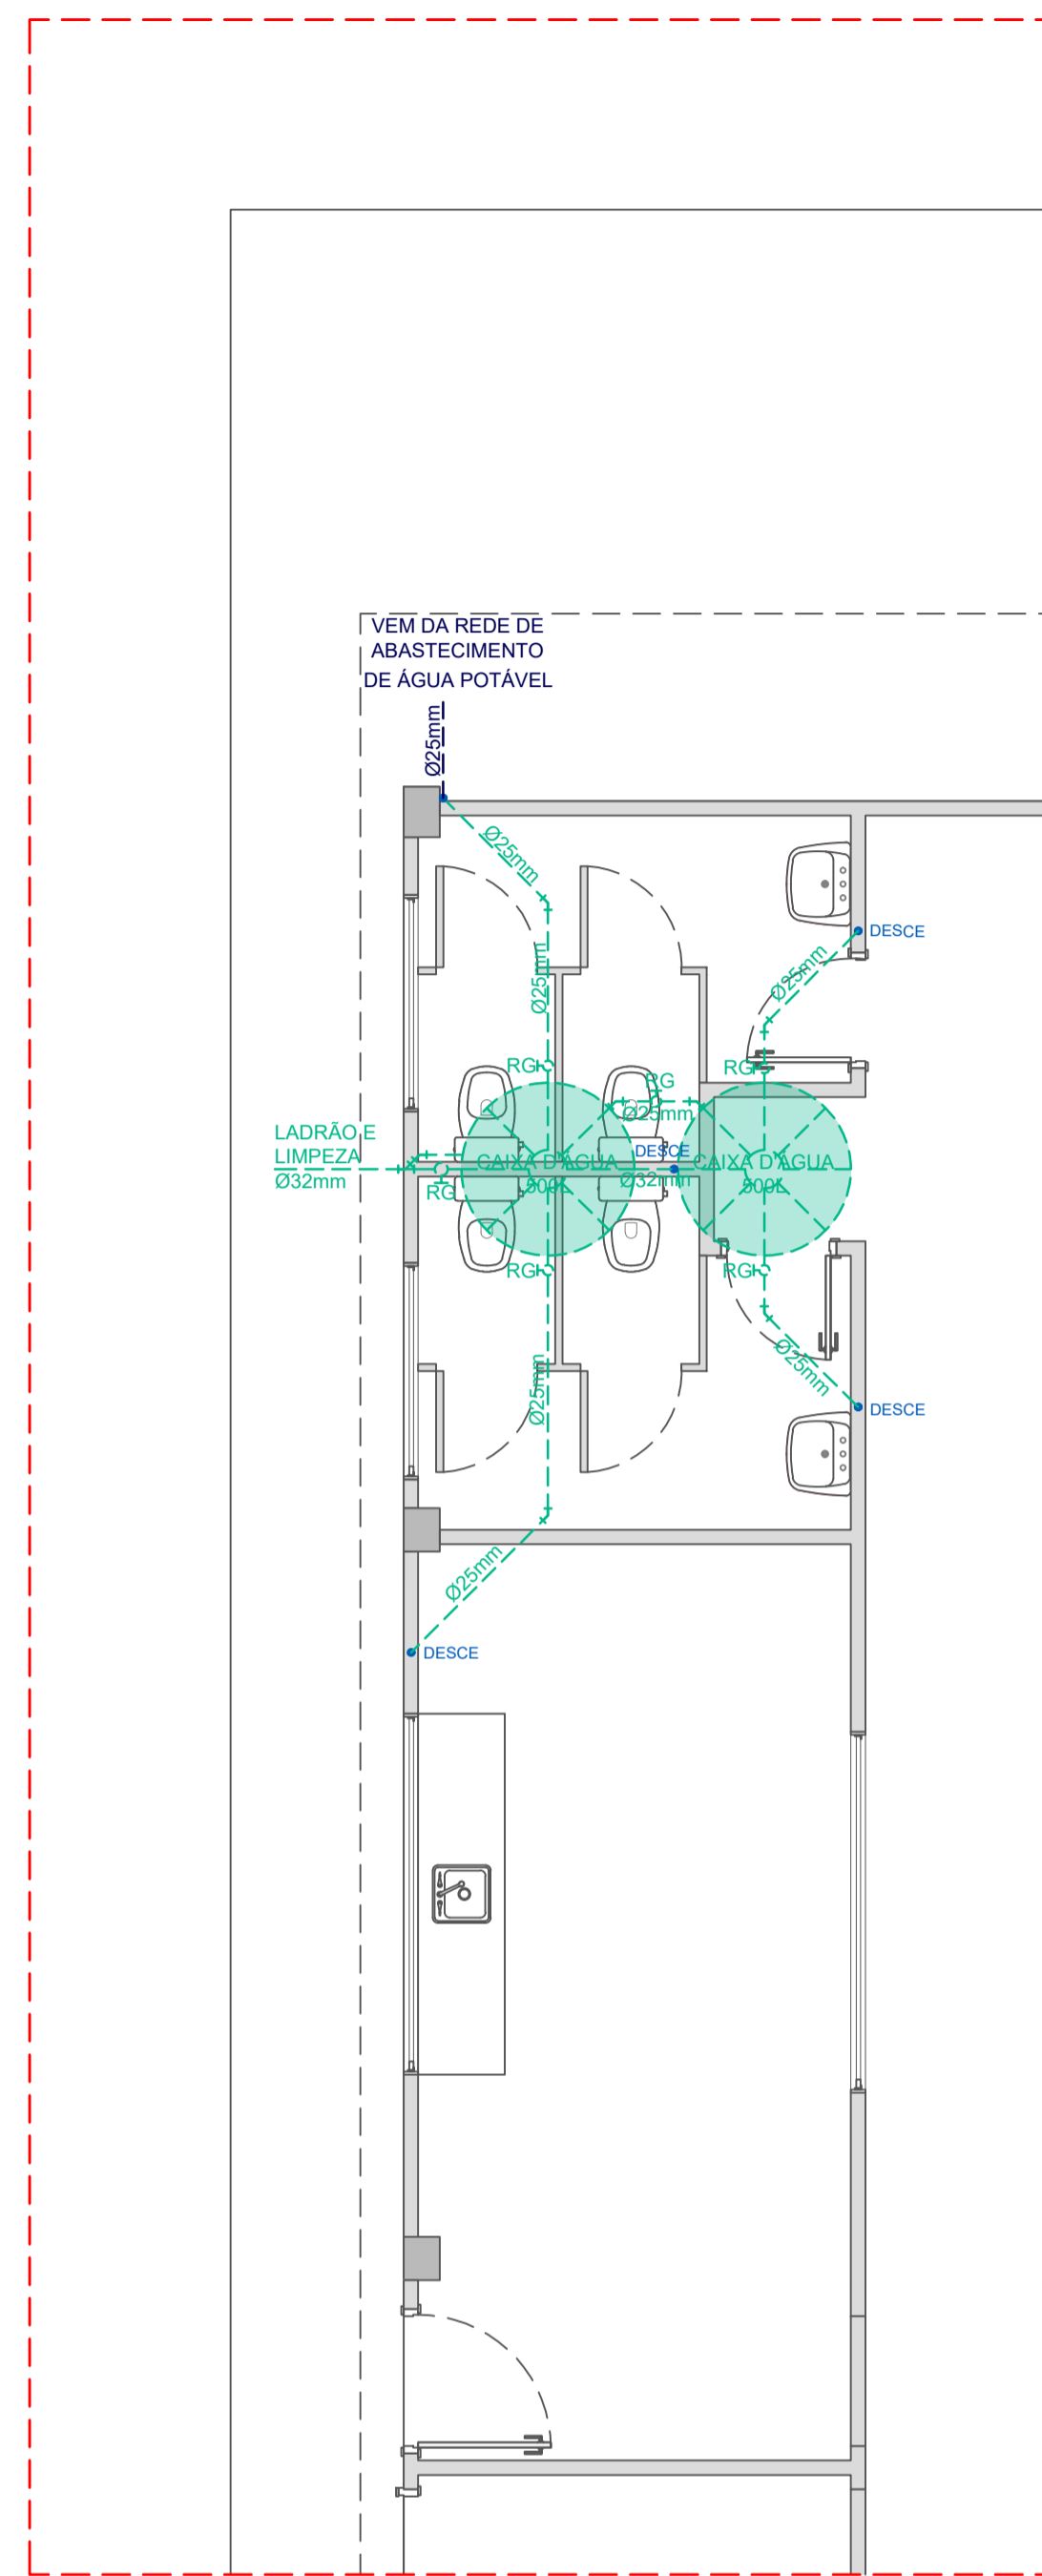 VEM DA REDE DE
ABASTECIMENTO
DE ÁGUA POTÁVEL
Ø25mm
Ø25mm
DESCE
Ø25mm
Ø25mm
RG
RG
RG
Ø25mm
LADRÃO E
LIMPEZA
Ø32mm
RG
CAIXA D'ÁGUA
500L
DESCE
Ø32mm
CAIXA D'ÁGUA
500L
RG
RG
Ø25mm
Ø25mm
DESCE
Ø25mm
DESCE